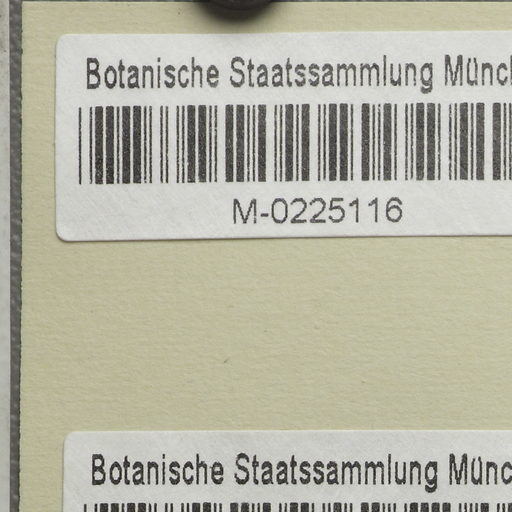 Botanische Staatssammlung Münc
M-0225116
Botanische Staatssammlung Münc